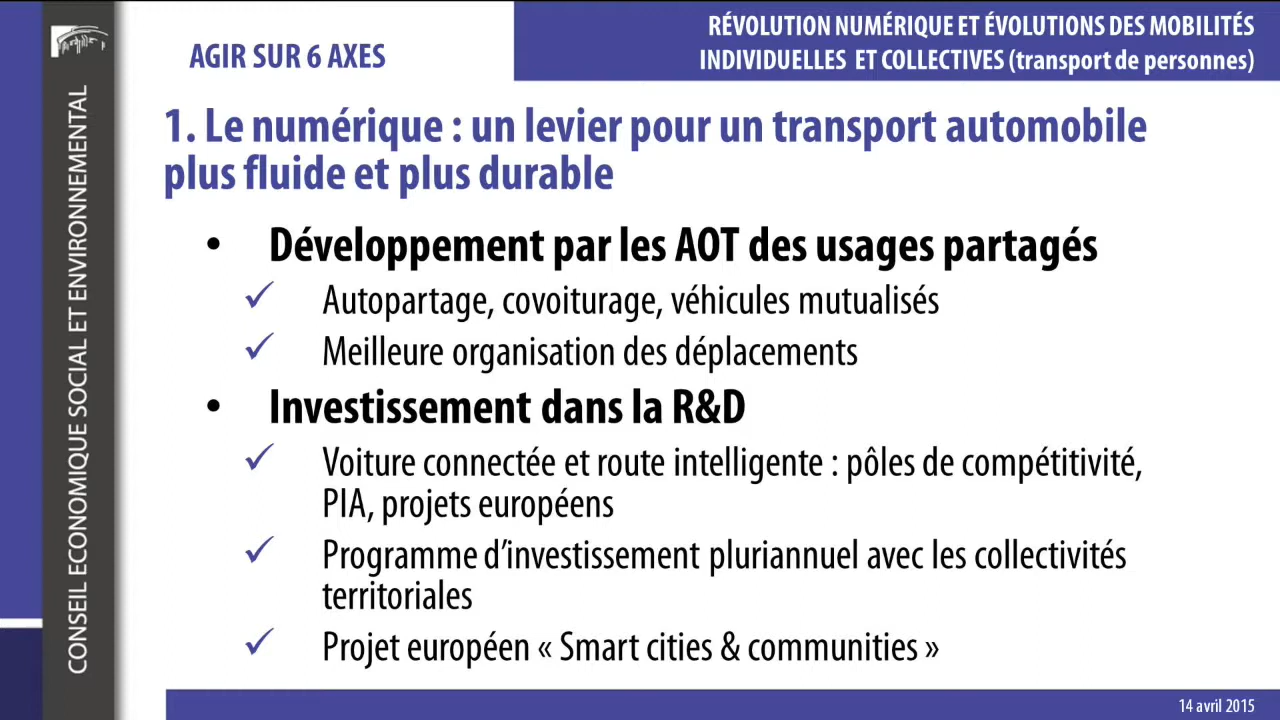 RÉVOLUTION NUMÉRIQUE ET ÉVOLUTIONS DES MOBILITÉS
INDIVIDUELLES ET COLLECTIVES (transport de personnes)
AGIR SUR 6 AXES
CONSEIL ECONOMIQUE SOCIAL ET ENVIRONNEMENTAL
1. Le numérique : un levier pour un transport automobile
plus fluide et plus durable
• Développement par les AOT des usages partagés
✓ Autopartage, covoiturage, véhicules mutualisés
✓ Meilleure organisation des déplacements
• Investissement dans la R&D
✓ Voiture connectée et route intelligente : pôles de compétitivité,
PIA, projets européens
✓ Programme d’investissement pluriannuel avec les collectivités
territoriales
✓ Projet européen « Smart cities & communities »
14 avril 2015